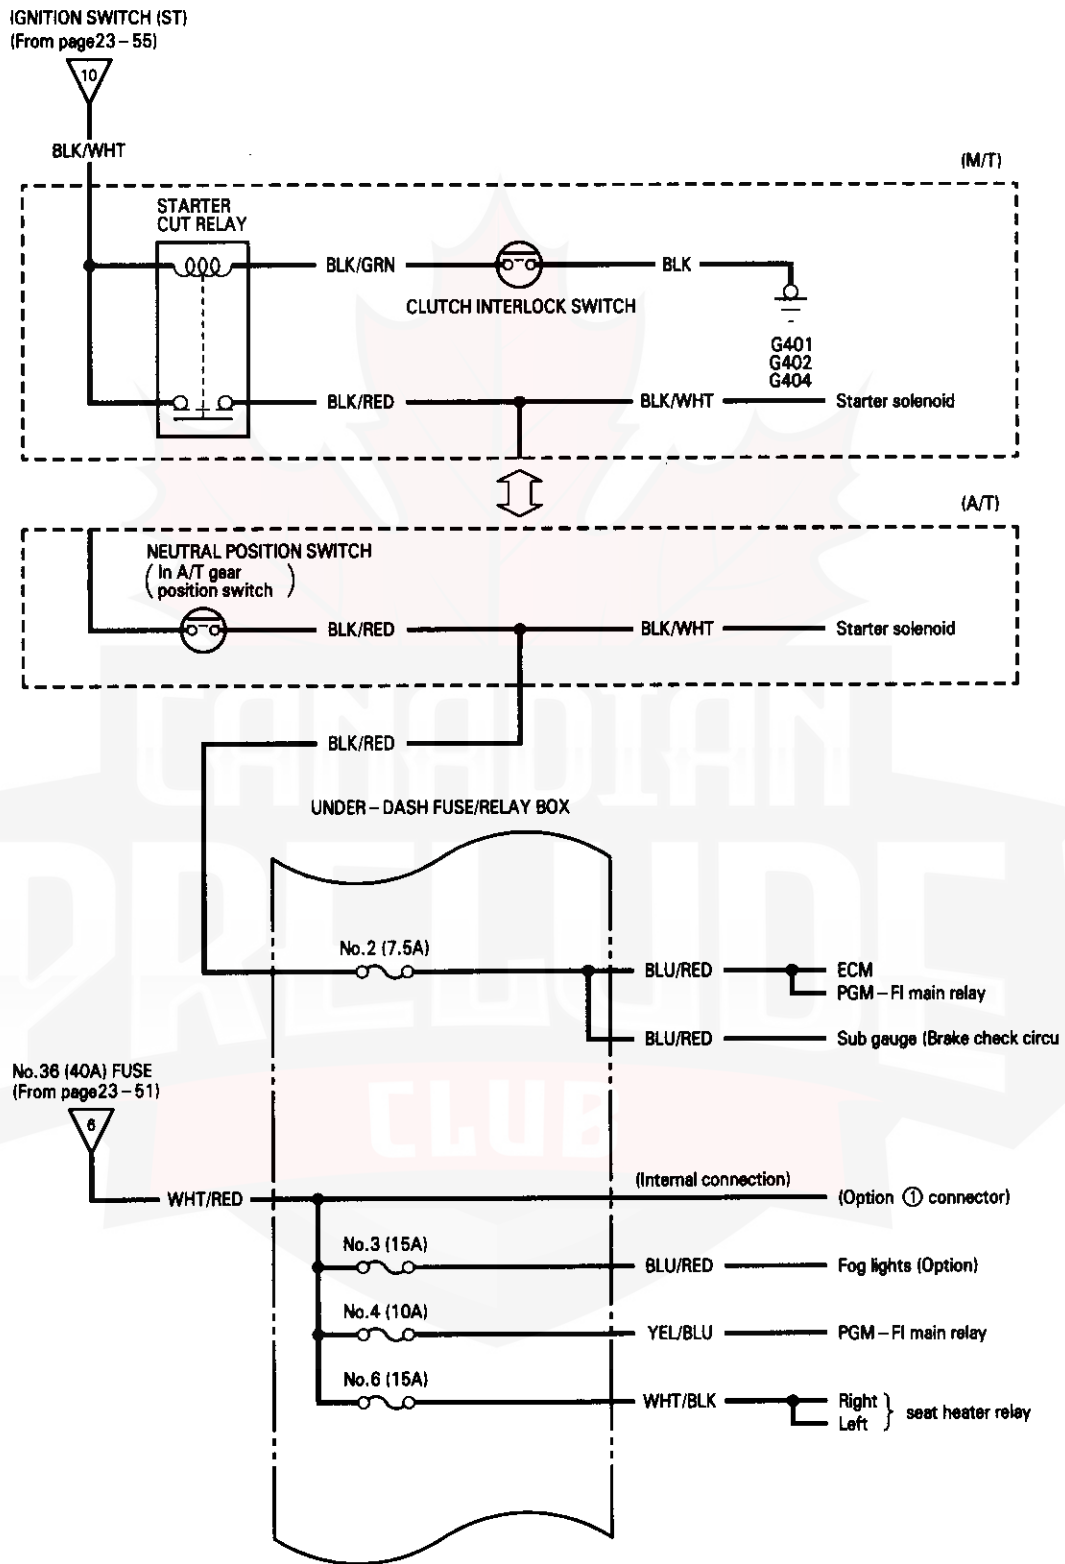 IGNITION SWITCH (ST)
(From page23-55)
10
BLK/WHT
(M/T)
STARTER
CUT RELAY
BLK/GRN
BLK
CLUTCH INTERLOCK SWITCH
G401
G402
G404
BLK/RED
BLK/WHT
Starter solenoid
(A/T)
NEUTRAL POSITION SWITCH
(In A/T gear
position switch)
BLK/RED
BLK/WHT
Starter solenoid
CANADIAN
BLK/RED
UNDER-DASH FUSE/RELAY BOX
PRELUDE
No.2 (7.5A)
BLU/RED
ECM
PGM-FI main relay
BLU/RED
Sub gauge (Brake check circu
No.36 (40A) FUSE
(From page23-51)
6
CLUB
(Internal connection)
WHT/RED
(Option ① connector)
No.3 (15A)
BLU/RED
Fog lights (Option)
No.4 (10A)
YEL/BLU
PGM-FI main relay
No.6 (15A)
WHT/BLK
Right
Left
seat heater relay